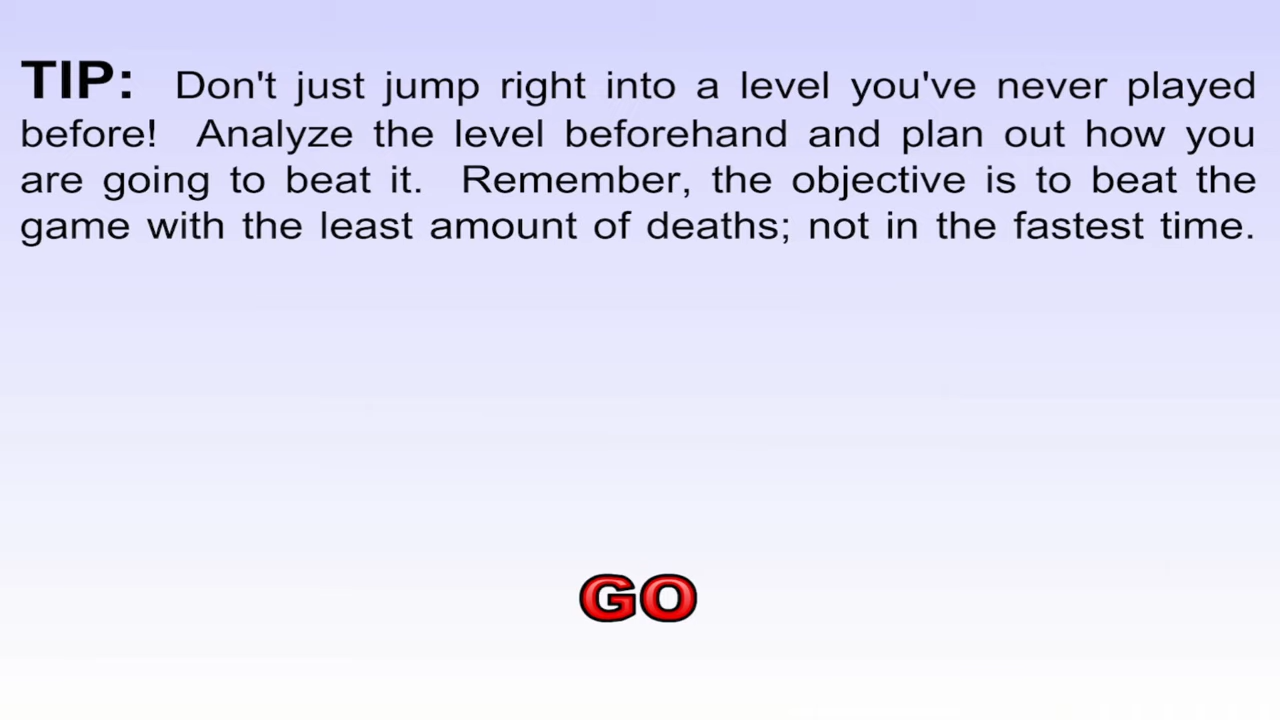 TIP: Don't just jump right into a level you've never played
before! Analyze the level beforehand and plan out how you
are going to beat it. Remember, the objective is to beat the
game with the least amount of deaths; not in the fastest time.
GO